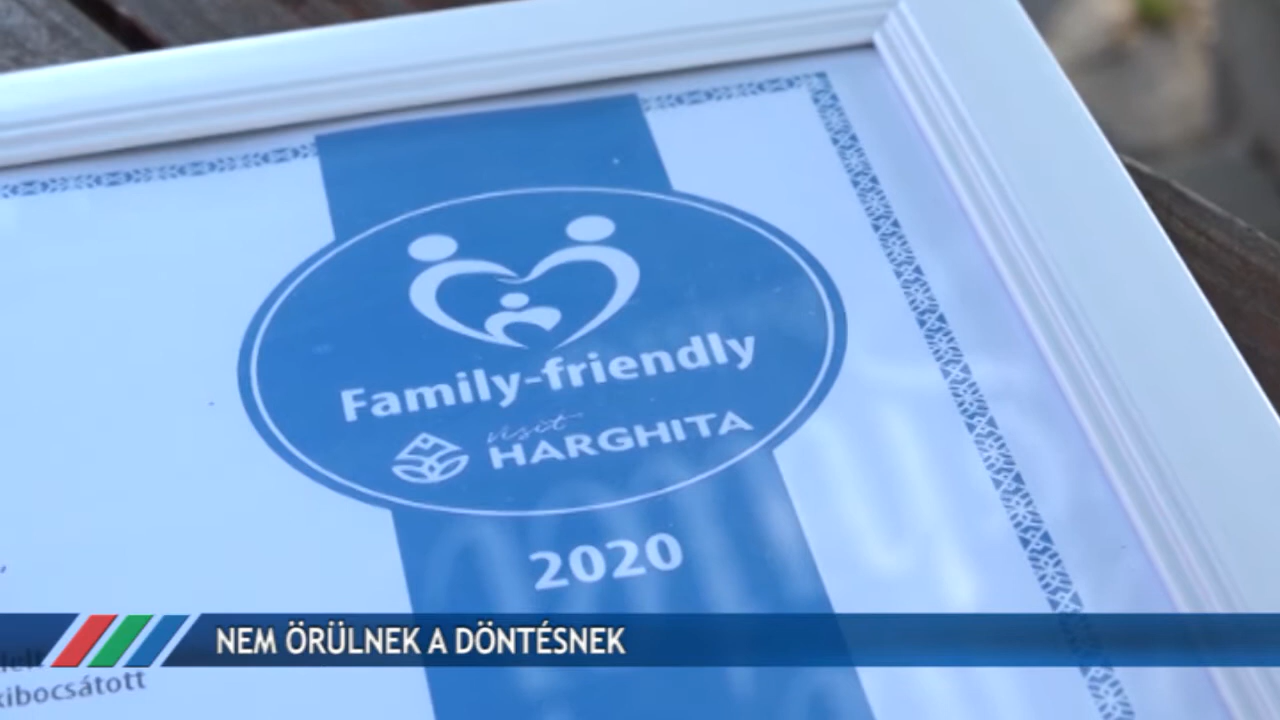 Family-friendly
visit
HARGHITA
2020
NEM ÖRÜLNEK A DÖNTÉSNEK
kibocsátott